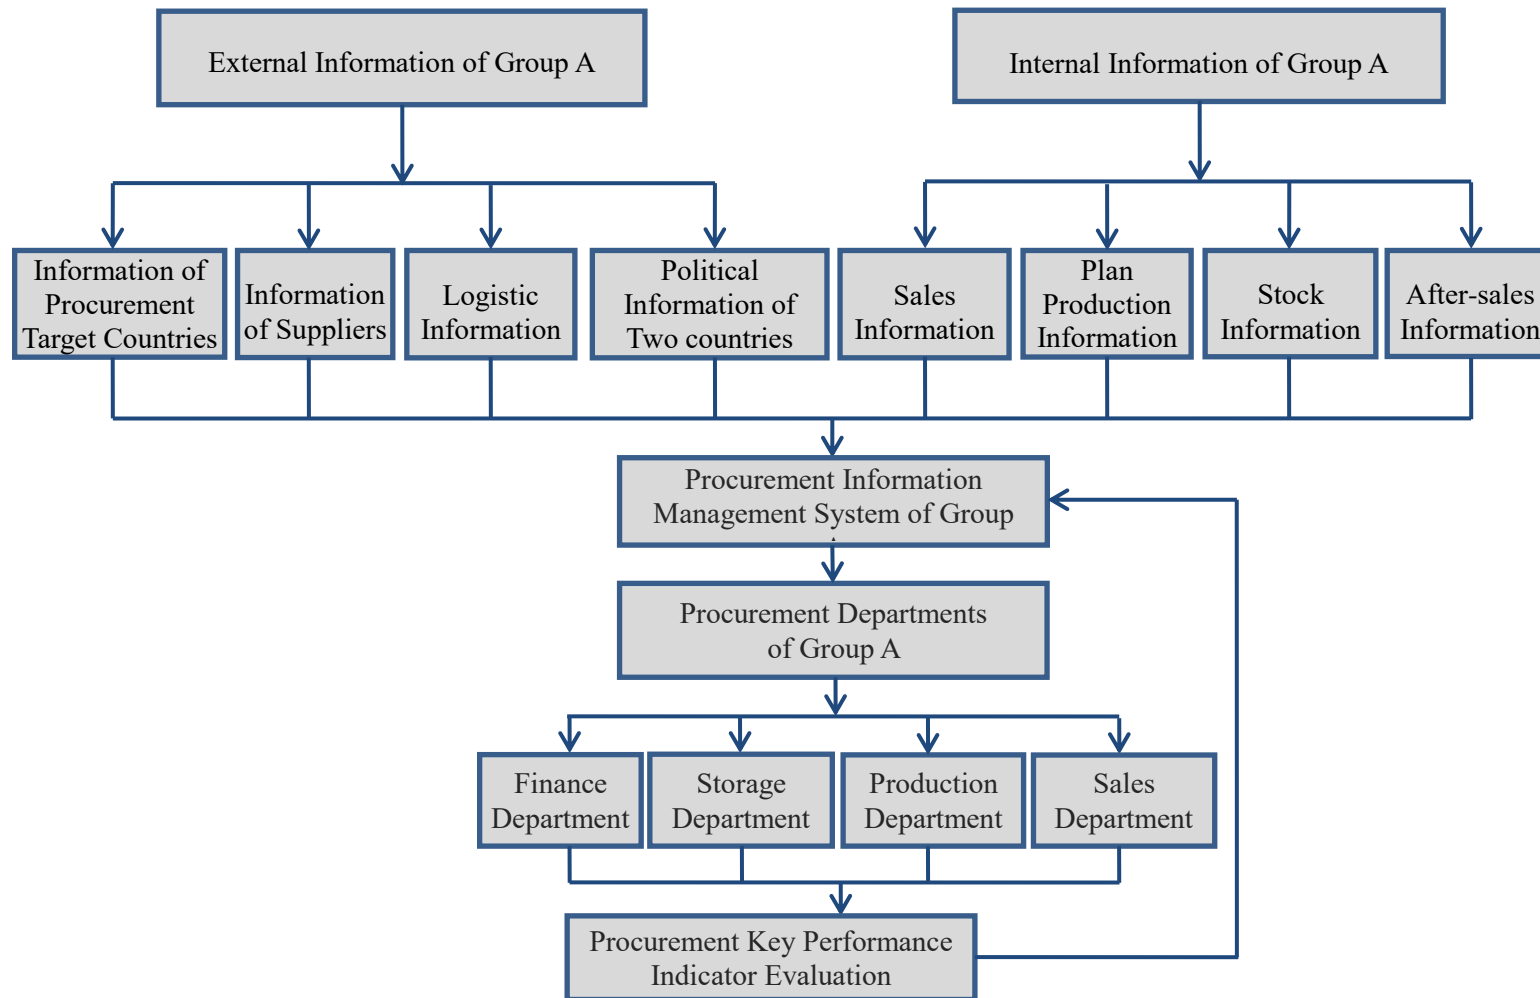 External Information of Group A
Internal Information of Group A
Information of
Procurement
Target Countries
Information
of Suppliers
Logistic
Information
Political
Information of
Two countries
Sales
Information
Plan
Production
Information
Stock
Information
After-sales
Information
Procurement Information
Management System of Group
Procurement Departments
of Group A
Finance
Department
Storage
Department
Production
Department
Sales
Department
Procurement Key Performance
Indicator Evaluation